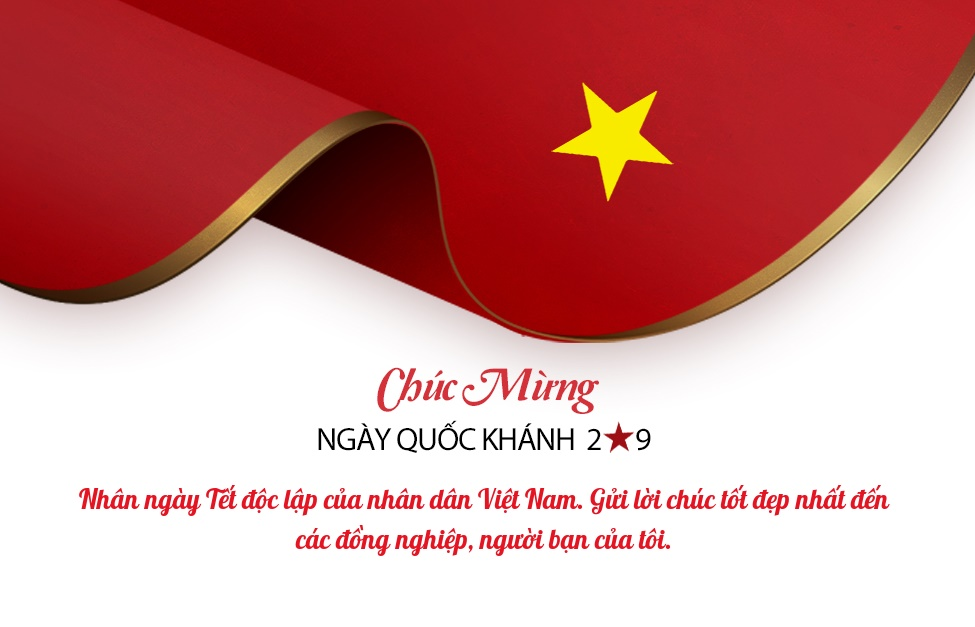 Chúc Mừng
NGÀY QUỐC KHÁNH 2★9
Nhân ngày Tết độc lập của nhân dân Việt Nam. Gửi lời chúc tốt đẹp nhất đến
các đồng nghiệp, người bạn của tôi.